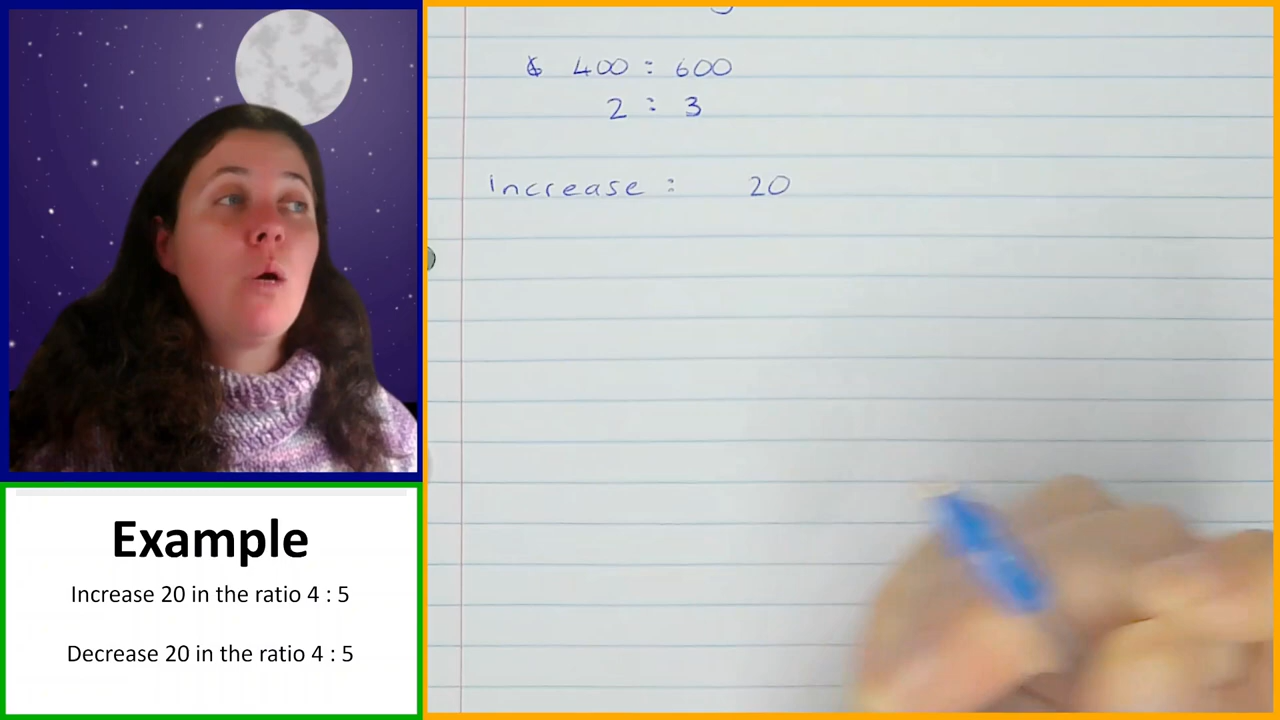 $ 400 : 600
2 : 3
Increase : 20
Example
Increase 20 in the ratio 4 : 5
Decrease 20 in the ratio 4 : 5